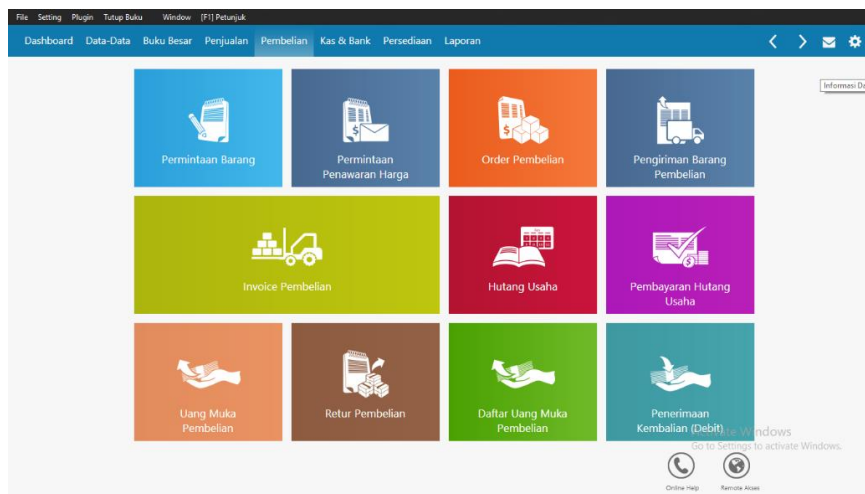 File Setting Plugin Tutup Buku Window [F1] Petunjuk
Dashboard Data-Data Buku Besar Penjualan Pembelian Kas & Bank Persediaan Laporan
Informasi Da
Permintaan Barang
Permintaan
Penawaran Harga
Order Pembelian
Pengiriman Barang
Pembelian
Invoice Pembelian
Hutang Usaha
Pembayaran Hutang
Usaha
Uang Muka
Pembelian
Retur Pembelian
Daftar Uang Muka
Pembelian
Penerimaan
Kembalian (Debit)
Activate Windows
Go to Settings to activate Windows.
Online Help
Remote Akses